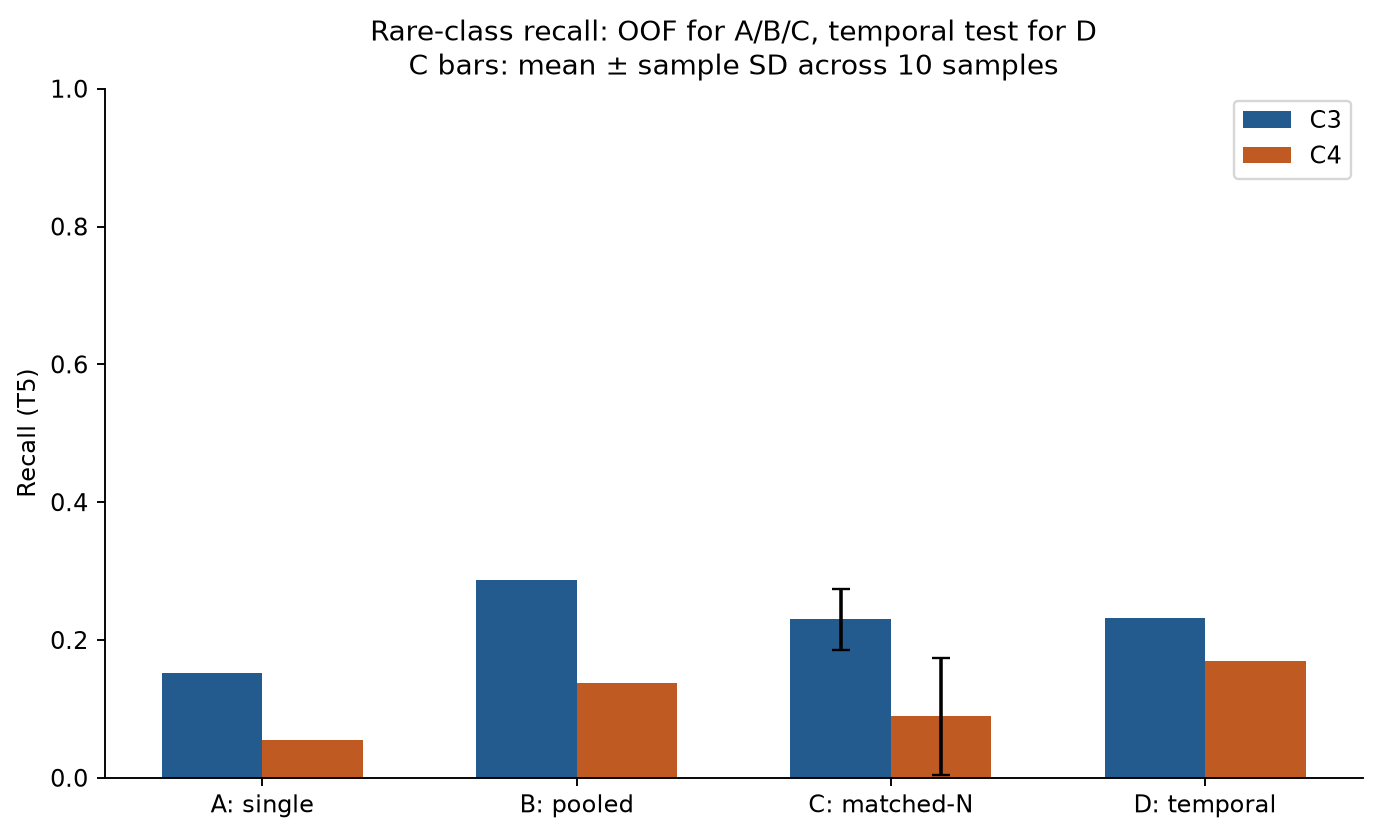 Rare-class recall: OOF for A/B/C, temporal test for D
C bars: mean ± sample SD across 10 samples
C3
C4
Recall (T5)
1.0
0.8
0.6
0.4
0.2
0.0
A: single
B: pooled
C: matched-N
D: temporal